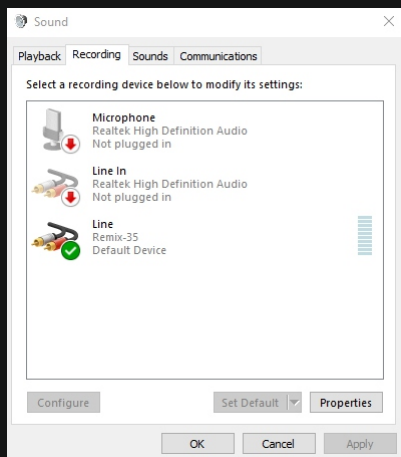 Sound
Playback Recording Sounds Communications
Select a recording device below to modify its settings:
Microphone
Realtek High Definition Audio
Not plugged in
Line In
Realtek High Definition Audio
Not plugged in
Line
Remix-35
Default Device
Configure Set Default Properties
OK Cancel Apply